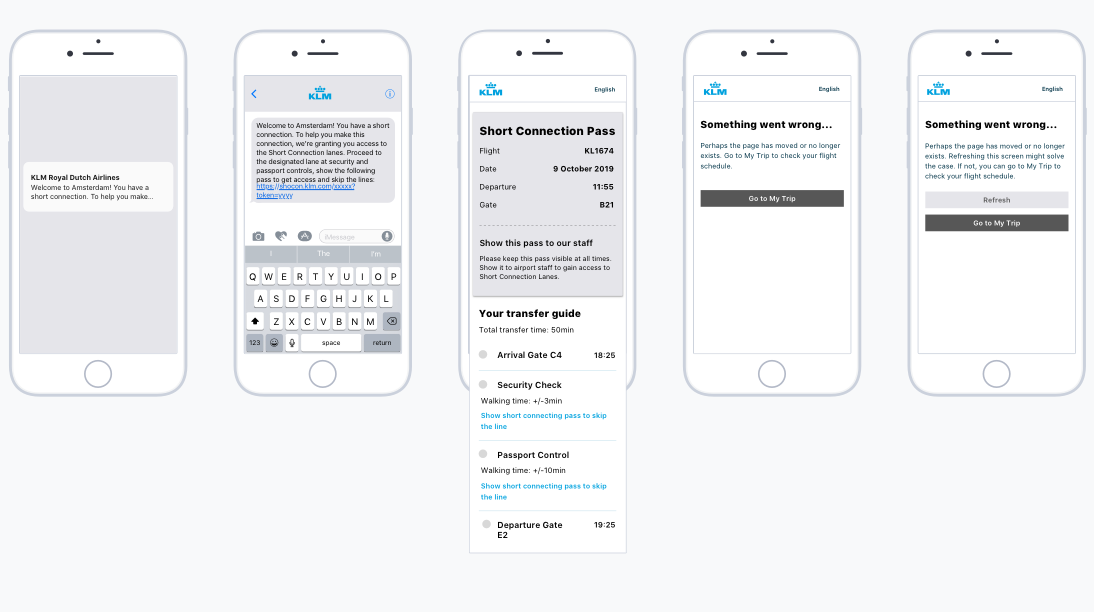 KLM Royal Dutch Airlines
Welcome to Amsterdam! You have a
short connection. To help you make...
KLM
Welcome to Amsterdam! You have a short
connection. To help you make this
connection, we're granting you access to
the Short Connection lanes. Proceed to
the designated lane at security and
passport controls, show the following
pass to get access and skip the lines:
https://shocon.klm.com/xxxxx?
token=yyyy
iMessage
I The I'm
Q W E R T Y U I O P
A S D F G H J K L
Z X C V B N M
123 space return
KLM English
Short Connection Pass
Flight KL1674
Date 9 October 2019
Departure 11:55
Gate B21
Show this pass to our staff
Please keep this pass visible at all times.
Show it to airport staff to gain access to
Short Connection Lanes.
Your transfer guide
Total transfer time: 50min
Arrival Gate C4 18:25
Security Check
Walking time: +/-3min
Show short connecting pass to skip
the line
Passport Control
Walking time: +/-10min
Show short connecting pass to skip
the line
Departure Gate 19:25
E2
KLM English
Something went wrong...
Perhaps the page has moved or no longer
exists. Go to My Trip to check your flight
schedule.
Go to My Trip
KLM English
Something went wrong...
Perhaps the page has moved or no longer
exists. Refreshing this screen might solve
the case. If not, you can go to My Trip to
check your flight schedule.
Refresh
Go to My Trip